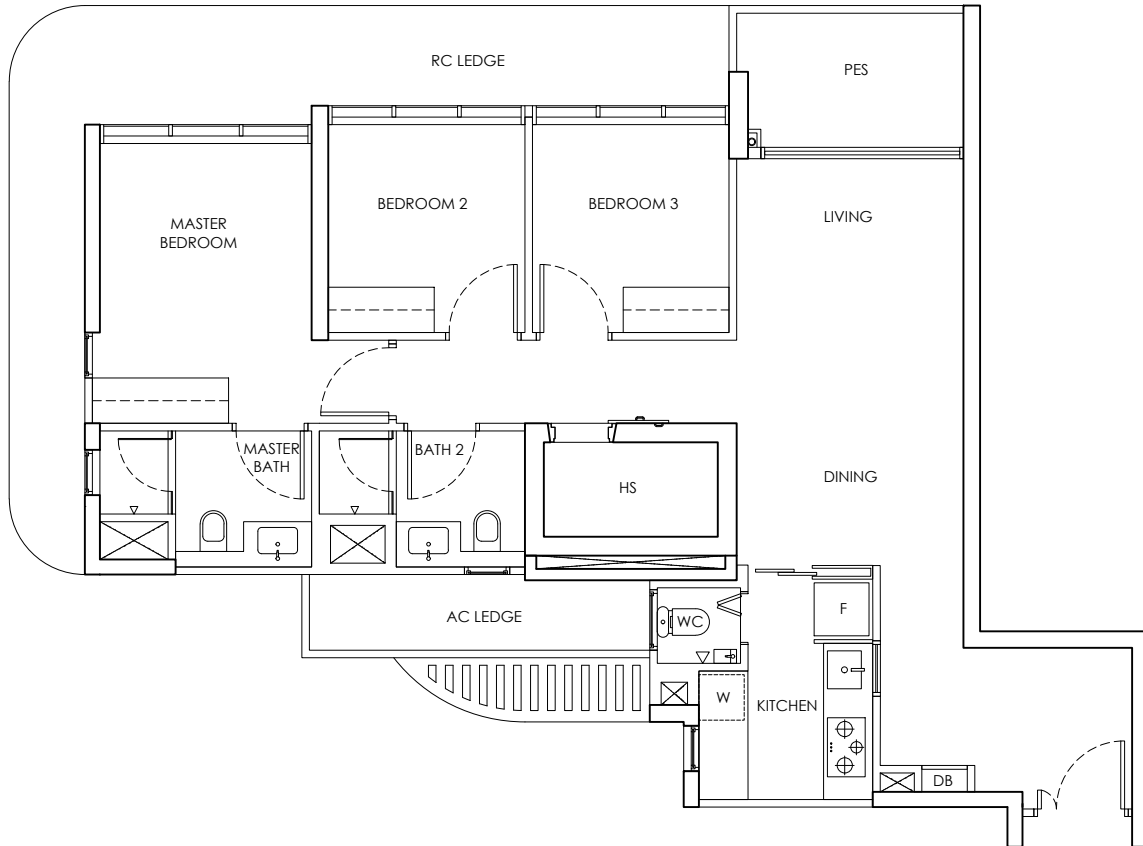 RC LEDGE
PES
BEDROOM 2
BEDROOM 3
LIVING
MASTER
BEDROOM
MASTER
BATH
BATH 2
HS
DINING
AC LEDGE
WC
F
W
KITCHEN
DB